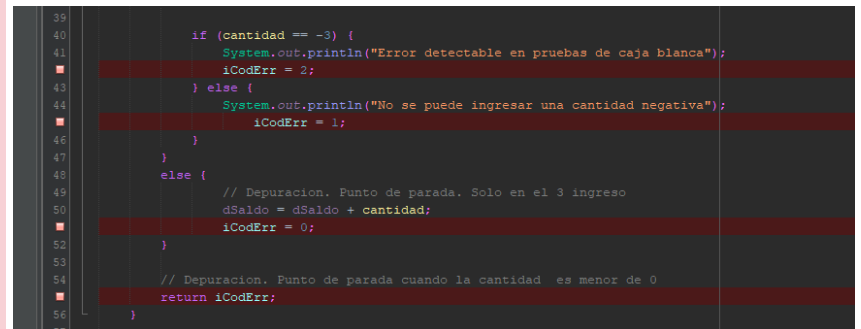 39
40 if (cantidad == -3) {
41 System.out.println("Error detectable en pruebas de caja blanca");
iCodErr = 2;
43 } else {
44 System.out.println("No se puede ingresar una cantidad negativa");
iCodErr = 1;
46 }
47 }
48 else {
49 // Depuracion. Punto de parada. Solo en el 3 ingreso
50 dSaldo = dSaldo + cantidad;
iCodErr = 0;
52 }
53
54 // Depuracion. Punto de parada cuando la cantidad  es menor de 0
return iCodErr;
56 }